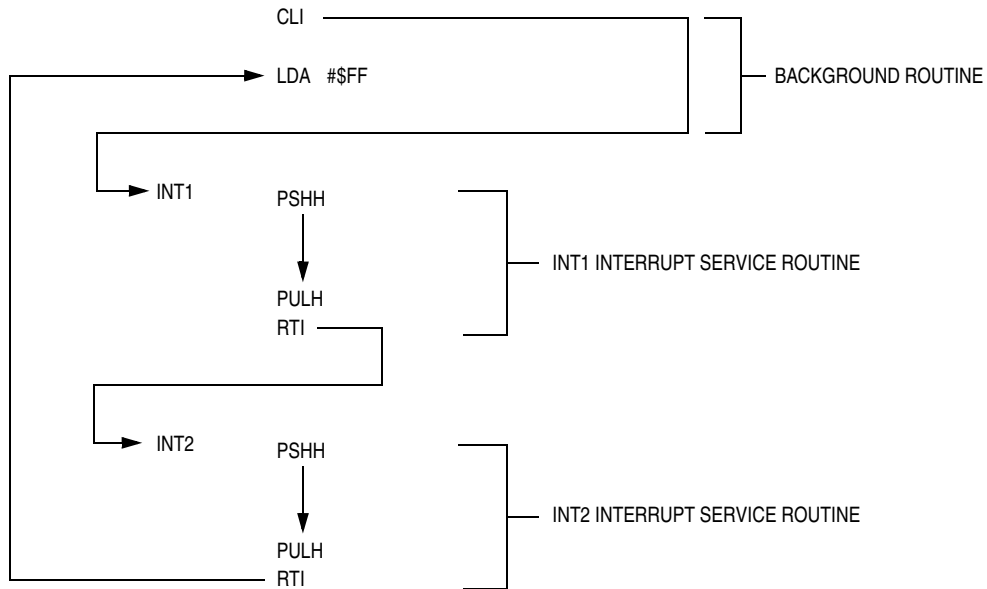 CLI
LDA #$FF
BACKGROUND ROUTINE
INT1
PSHH
INT1 INTERRUPT SERVICE ROUTINE
PULH
RTI
INT2
PSHH
INT2 INTERRUPT SERVICE ROUTINE
PULH
RTI